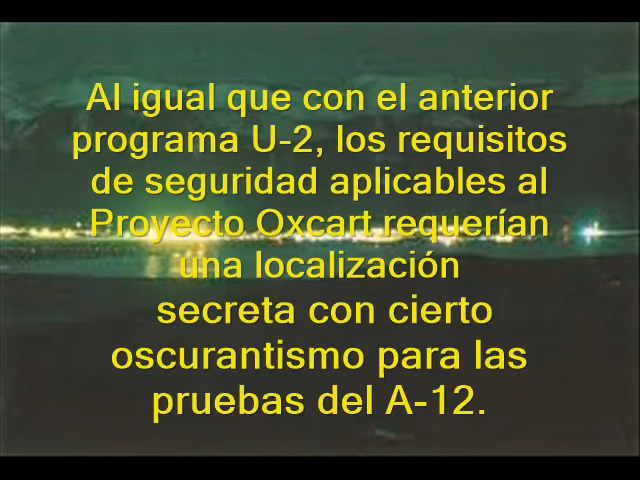 Al igual que con el anterior
programa U-2, los requisitos
de seguridad aplicables al
Proyecto Oxcart requerían
una localización
secreta con cierto
oscurantismo para las
pruebas del A-12.